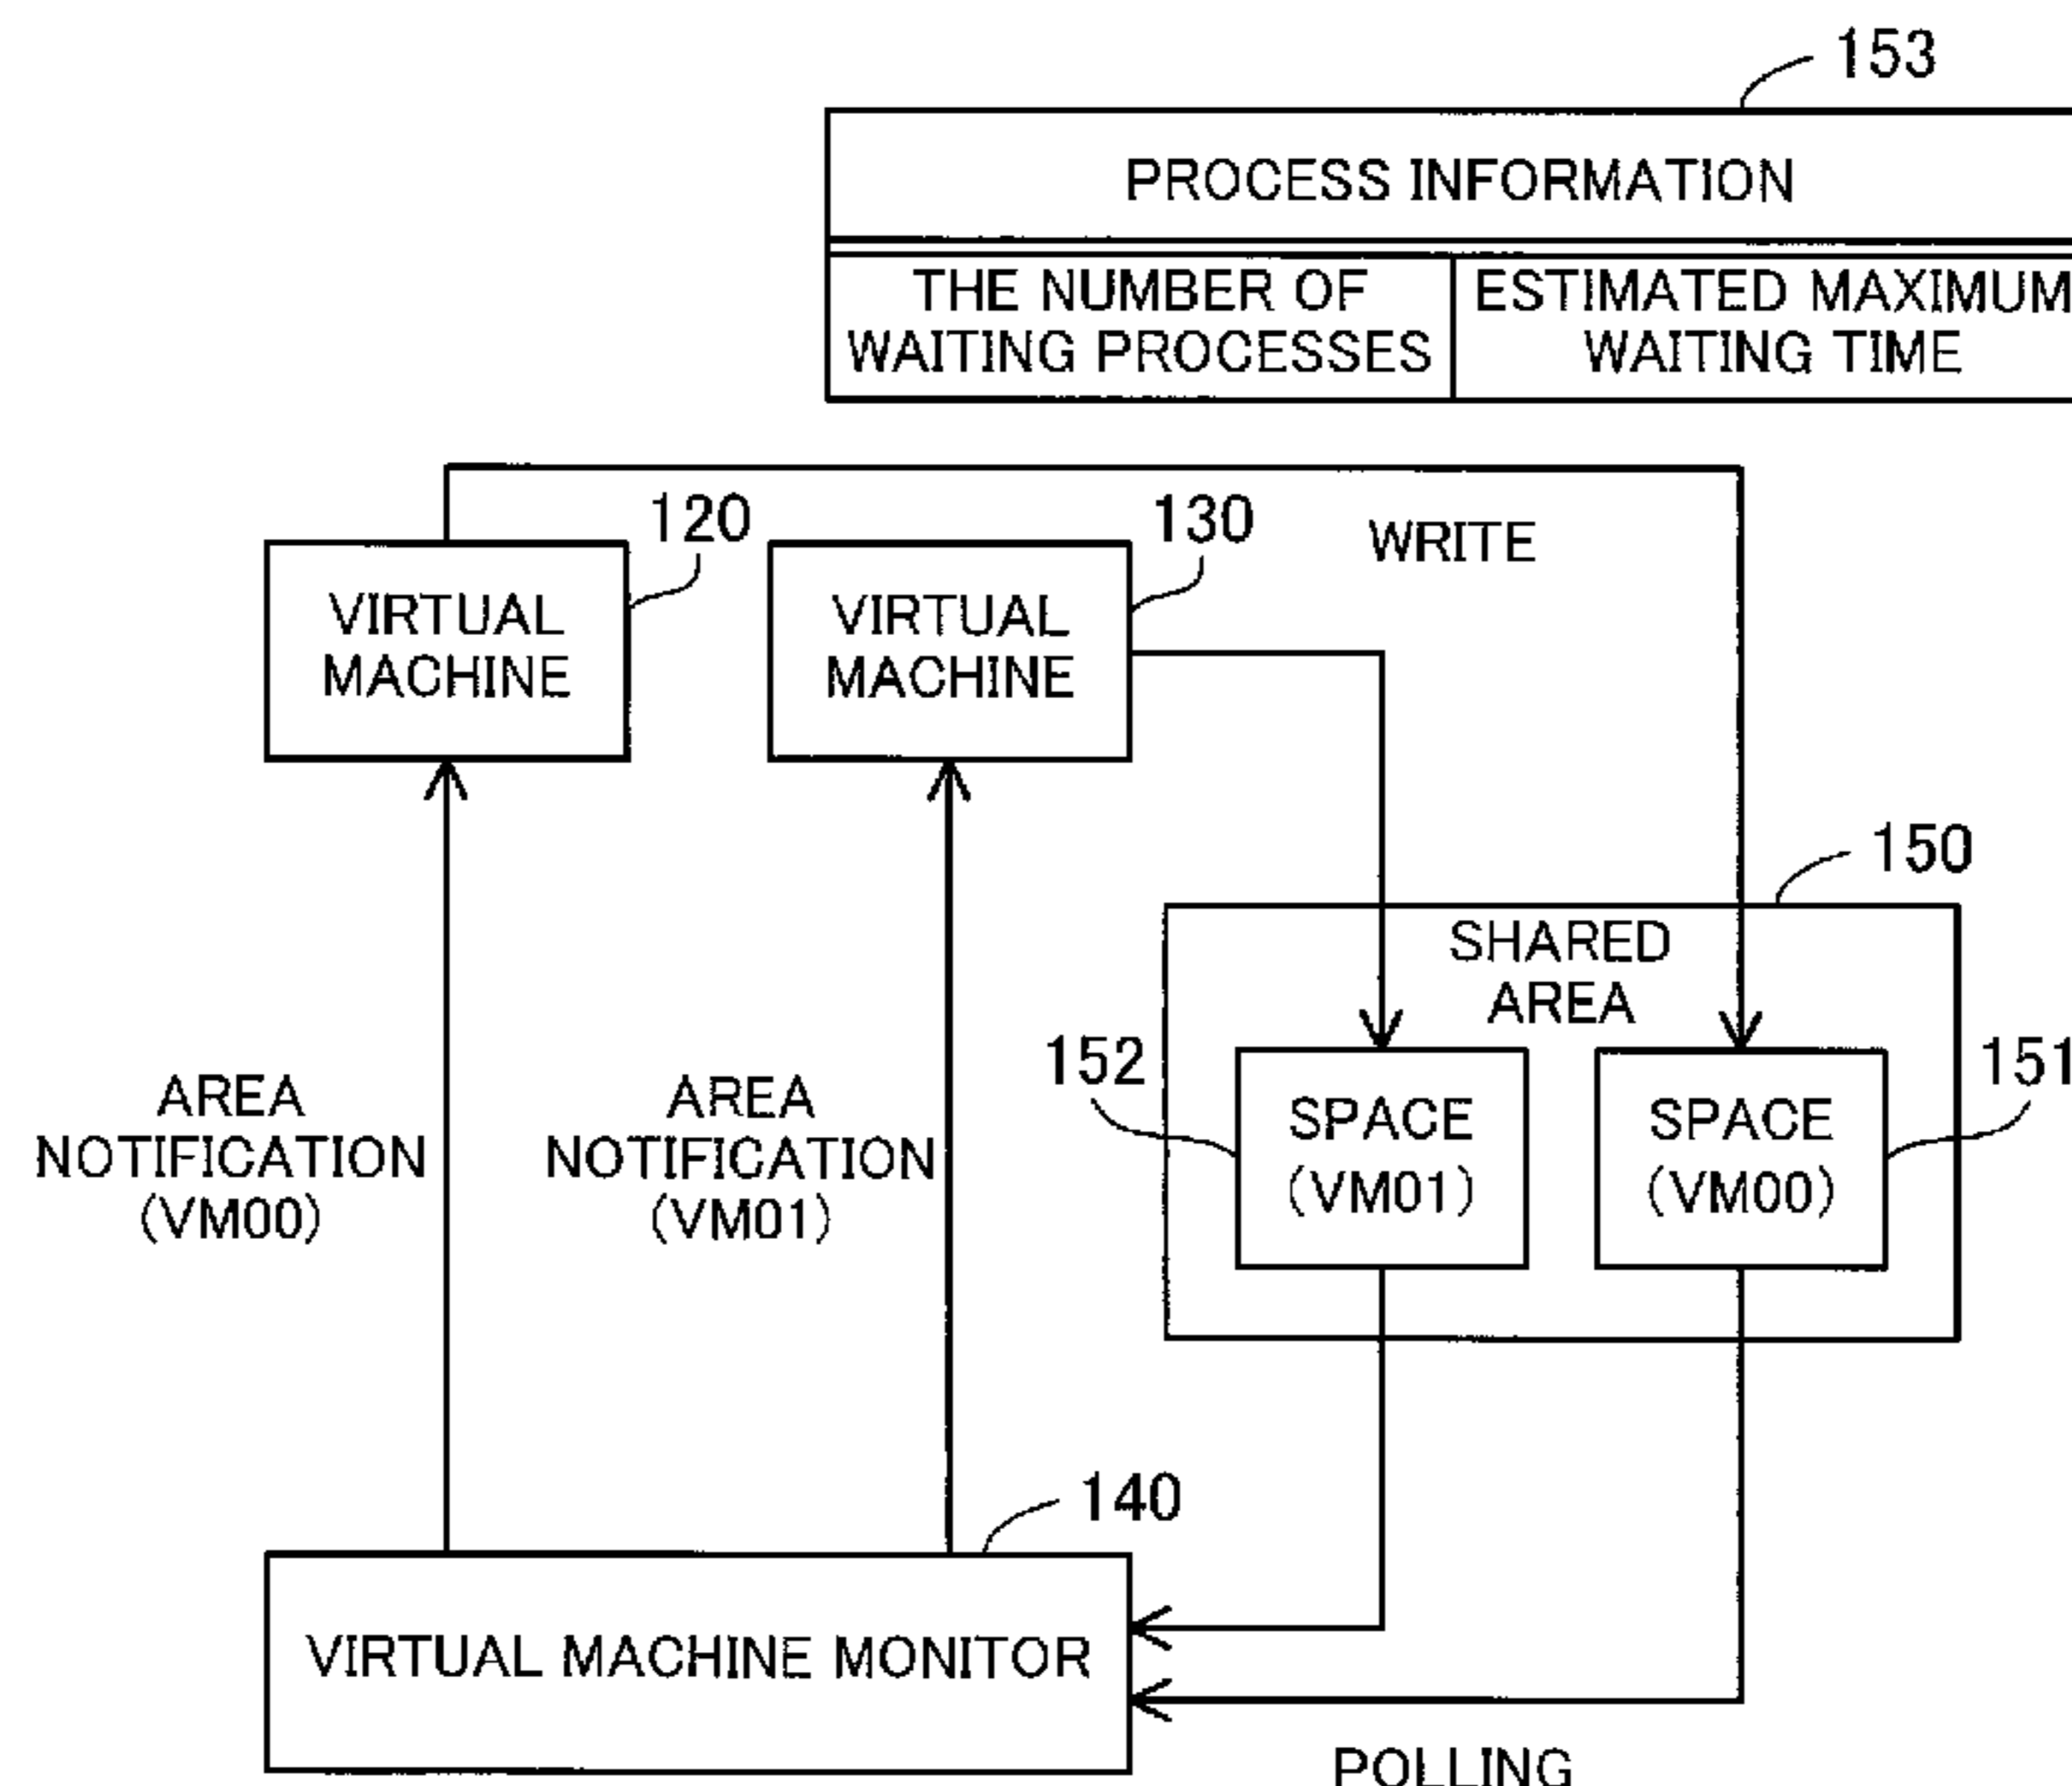 153
PROCESS INFORMATION
THE NUMBER OF
WAITING PROCESSES
ESTIMATED MAXIMUM
WAITING TIME
120
130
WRITE
VIRTUAL
MACHINE
VIRTUAL
MACHINE
150
SHARED
AREA
152
151
SPACE
(VM01)
SPACE
(VM00)
AREA
NOTIFICATION
(VM00)
AREA
NOTIFICATION
(VM01)
140
VIRTUAL MACHINE MONITOR
POLLING